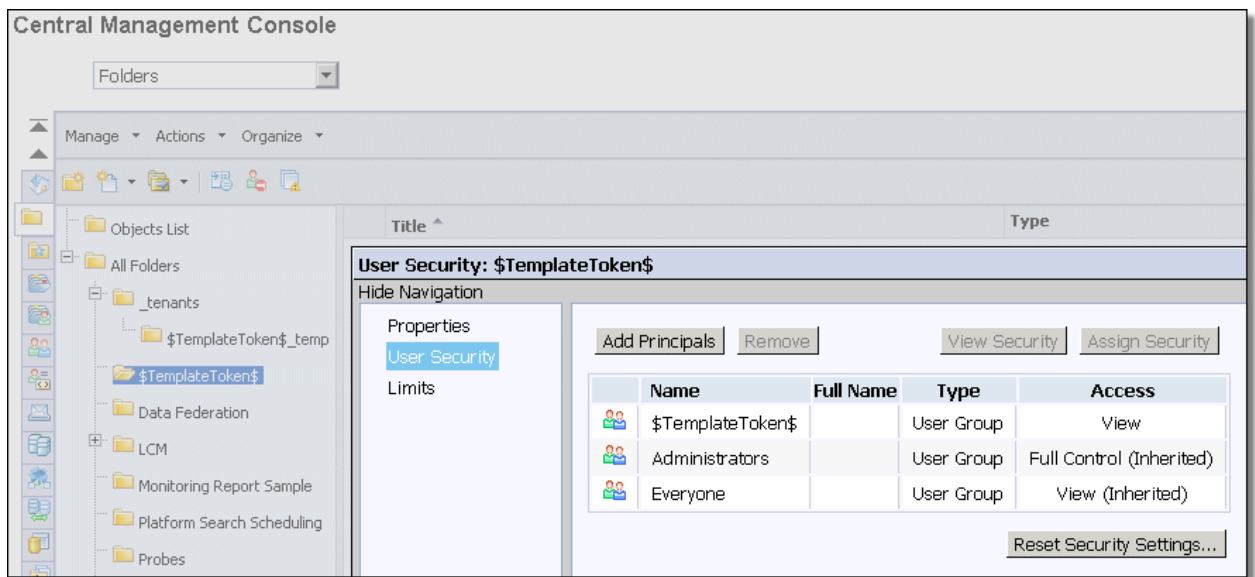 Central Management Console
Folders
Manage Actions Organize
Title Type
Objects List
All Folders
_tenants
$TemplateToken$_temp
$TemplateToken$
Data Federation
LCM
Monitoring Report Sample
Platform Search Scheduling
Probes
User Security: $TemplateToken$
Hide Navigation
Properties
User Security
Limits
Add Principals Remove View Security Assign Security
Name Full Name Type Access
$TemplateToken$ User Group View
Administrators User Group Full Control (Inherited)
Everyone User Group View (Inherited)
Reset Security Settings...